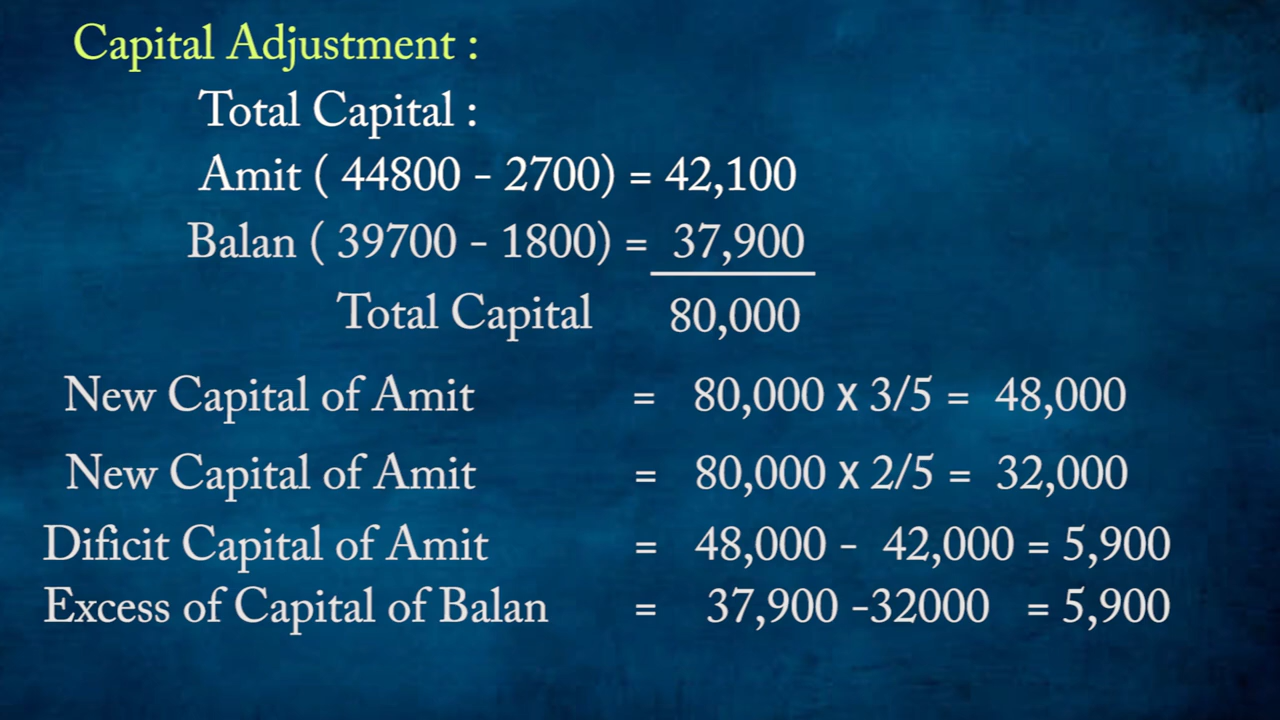 Capital Adjustment :
Total Capital :
Amit ( 44800 - 2700) = 42,100
Balan ( 39700 - 1800) = 37,900
Total Capital 80,000
New Capital of Amit = 80,000 x 3/5 = 48,000
New Capital of Amit = 80,000 x 2/5 = 32,000
Dificit Capital of Amit = 48,000 - 42,000 = 5,900
Excess of Capital of Balan = 37,900 -32000 = 5,900